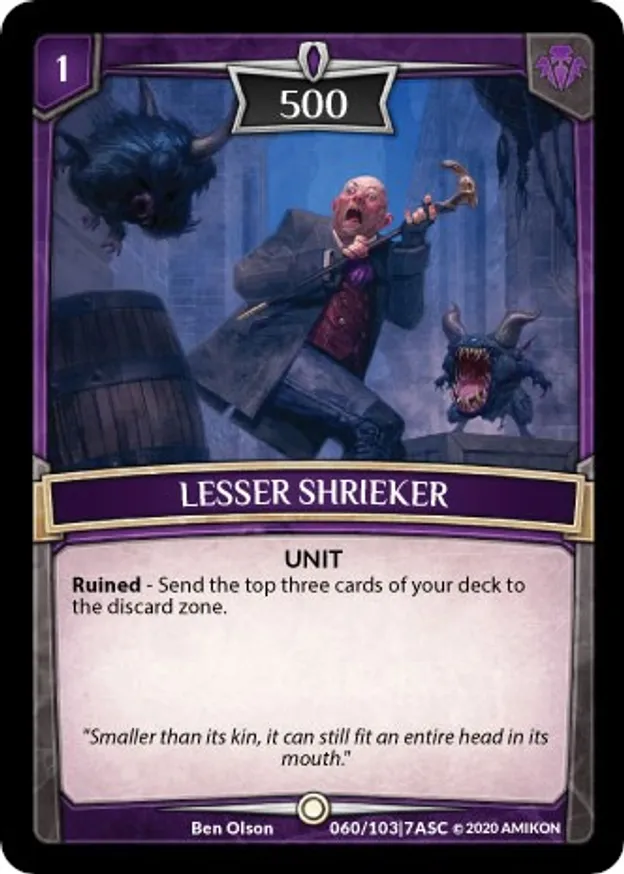 1
500
LESSER SHRIEKER
UNIT
Ruined - Send the top three cards of your deck to
the discard zone.
"Smaller than its kin, it can still fit an entire head in its
mouth."
Ben Olson 060/103|7ASC © 2020 AMIKON